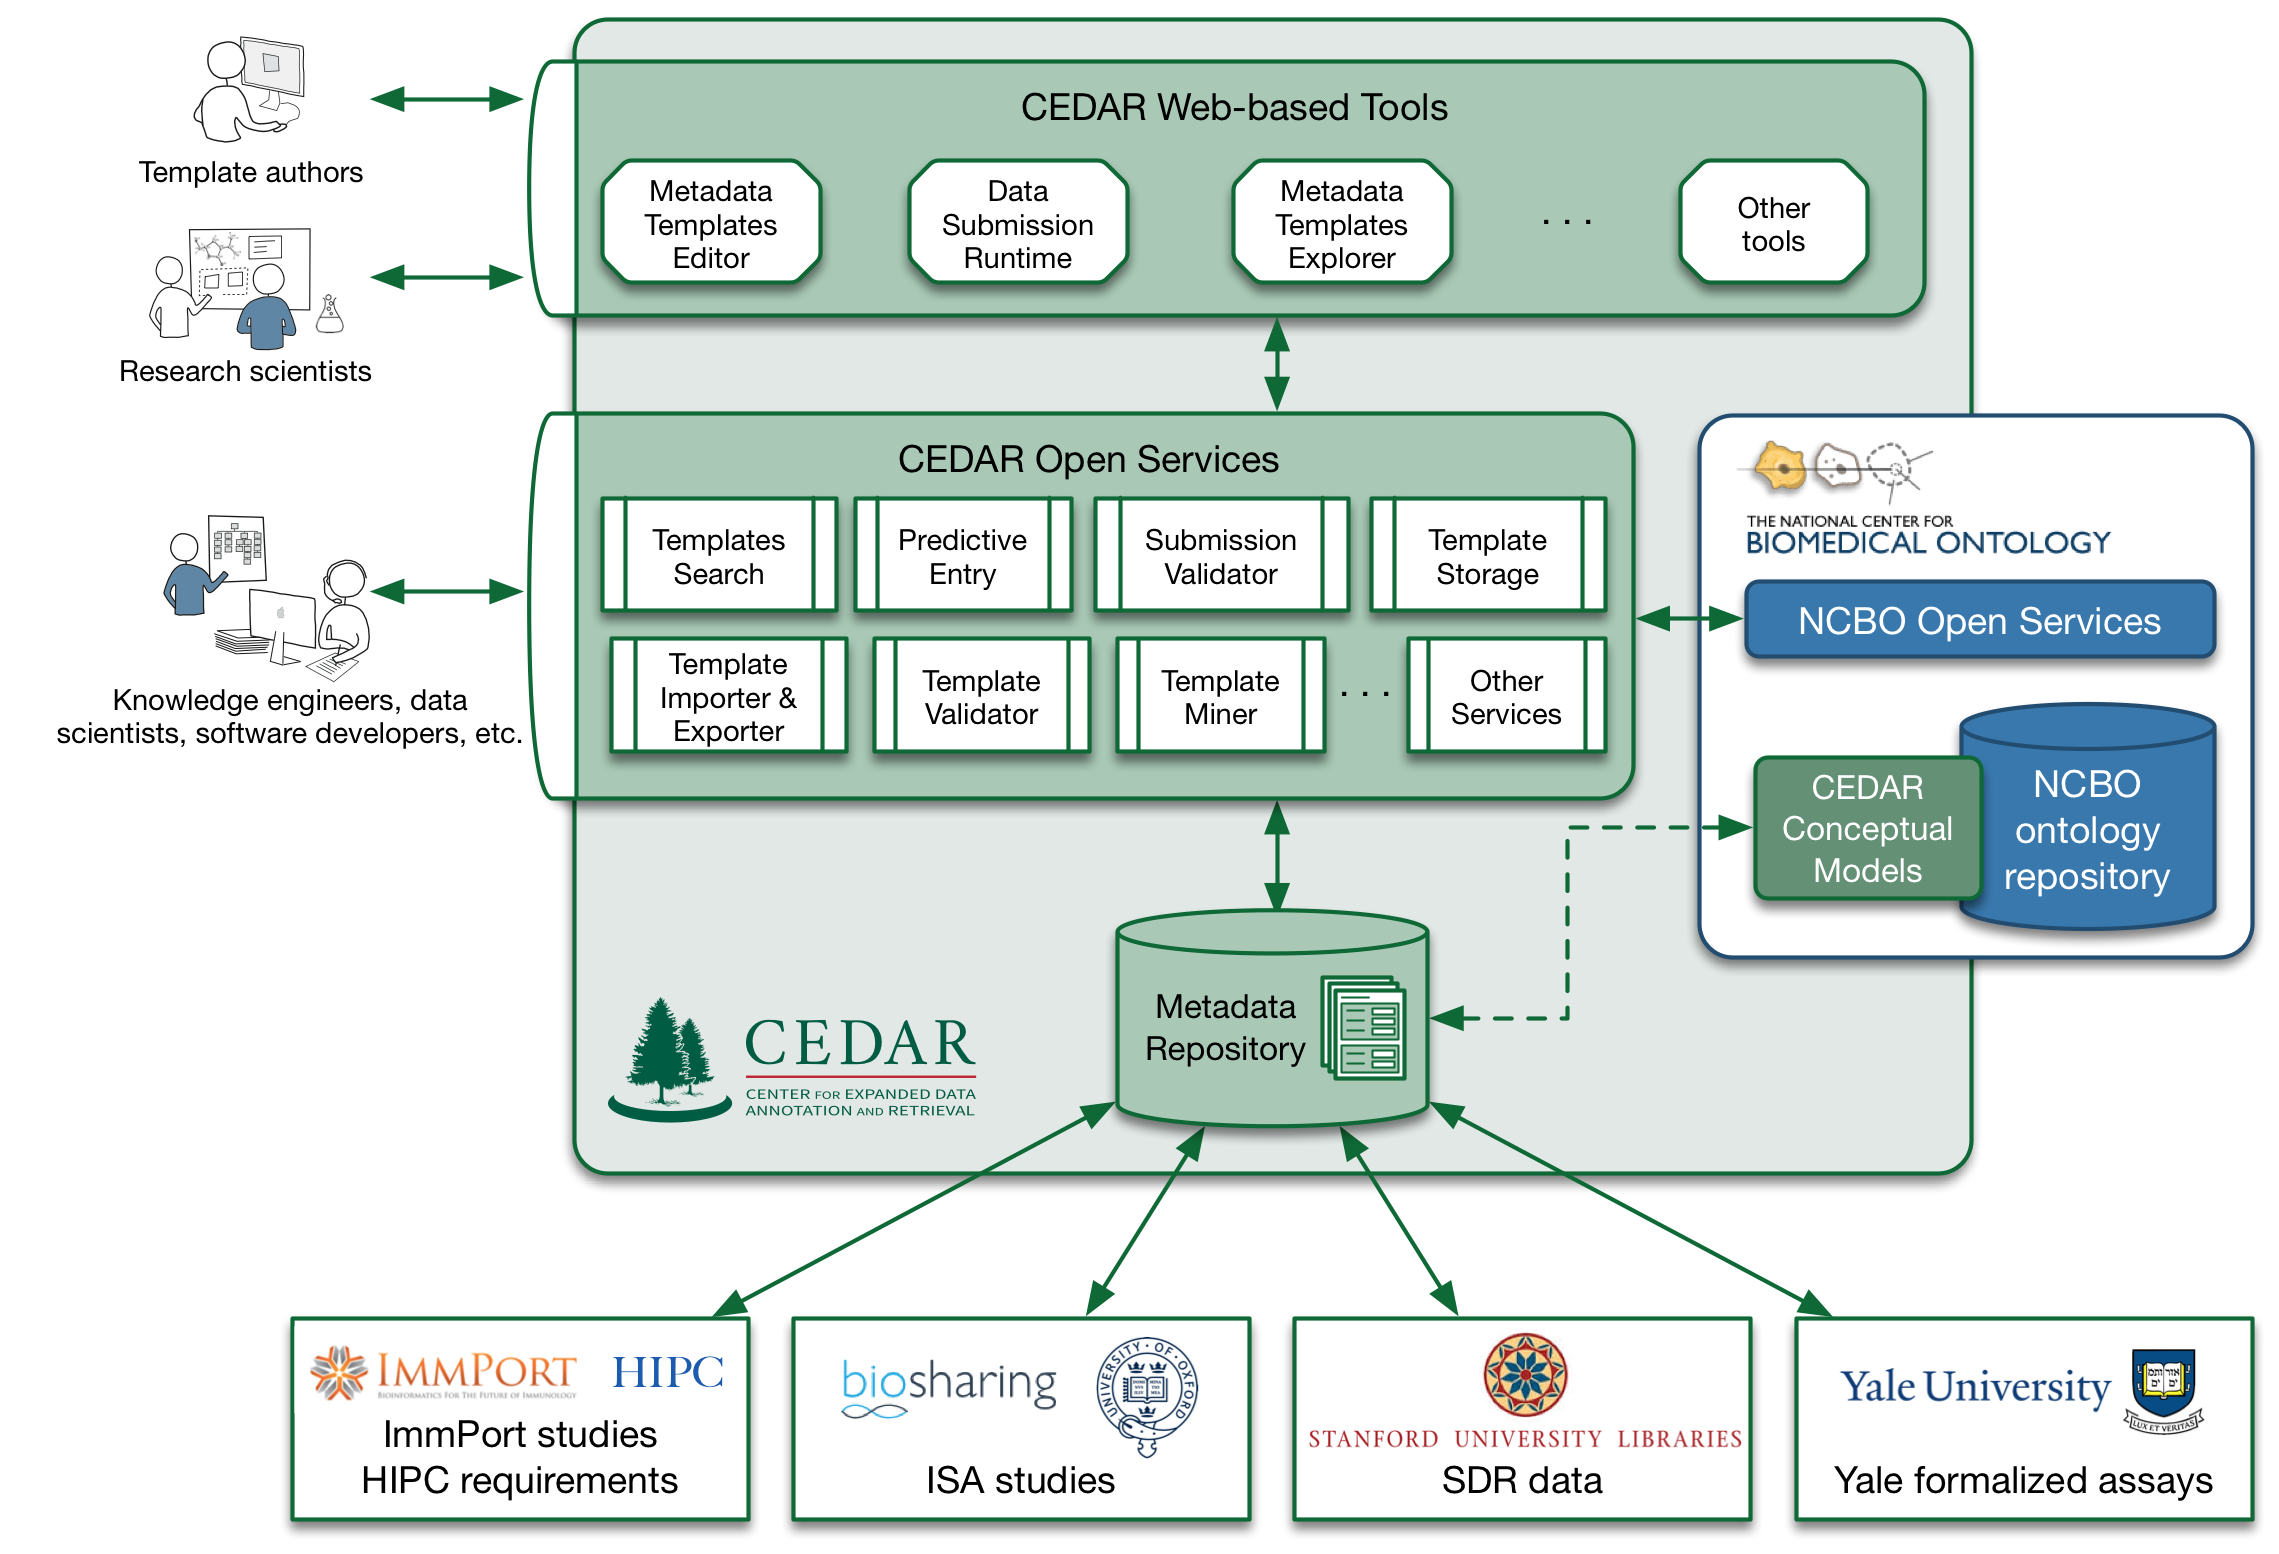 Template authors
Research scientists
Knowledge engineers, data
scientists, software developers, etc.
CEDAR Web-based Tools
Metadata
Templates
Editor
Data
Submission
Runtime
Metadata
Templates
Explorer
. . .
Other
tools
CEDAR Open Services
Templates
Search
Predictive
Entry
Submission
Validator
Template
Storage
Template
Importer &
Exporter
Template
Validator
Template
Miner
. . .
Other
Services
THE NATIONAL CENTER FOR
BIOMEDICAL ONTOLOGY
NCBO Open Services
CEDAR
Conceptual
Models
NCBO
ontology
repository
Metadata
Repository
CEDAR
CENTER FOR EXPANDED DATA
ANNOTATION AND RETRIEVAL
IMMPORT
BIOINFORMATICS FOR THE FUTURE OF IMMUNOLOGY
HIPC
ImmPort studies
HIPC requirements
biosharing
UNIVERSITY · OF · OXFORD
ISA studies
STANFORD UNIVERSITY LIBRARIES
SDR data
Yale University
LUX ET VERITAS
Yale formalized assays